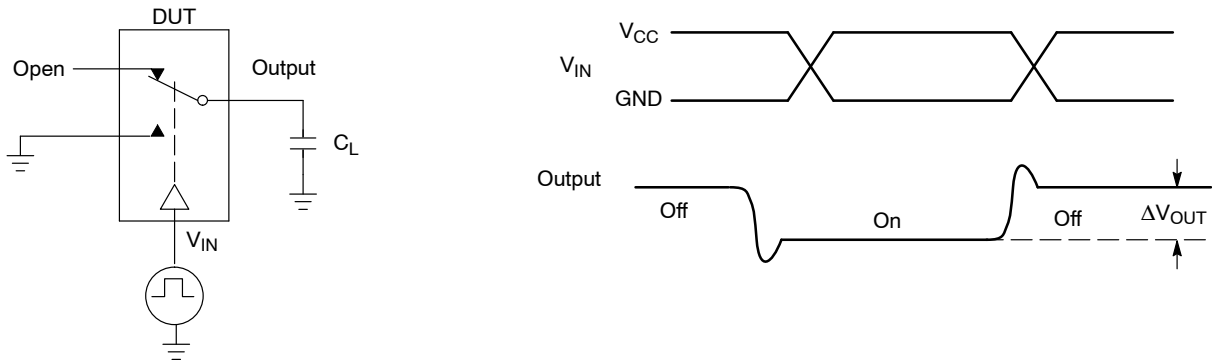 DUT
Open
Output
C_L
V_IN
V_CC
V_IN
GND
Output
Off
On
Off
ΔV_OUT